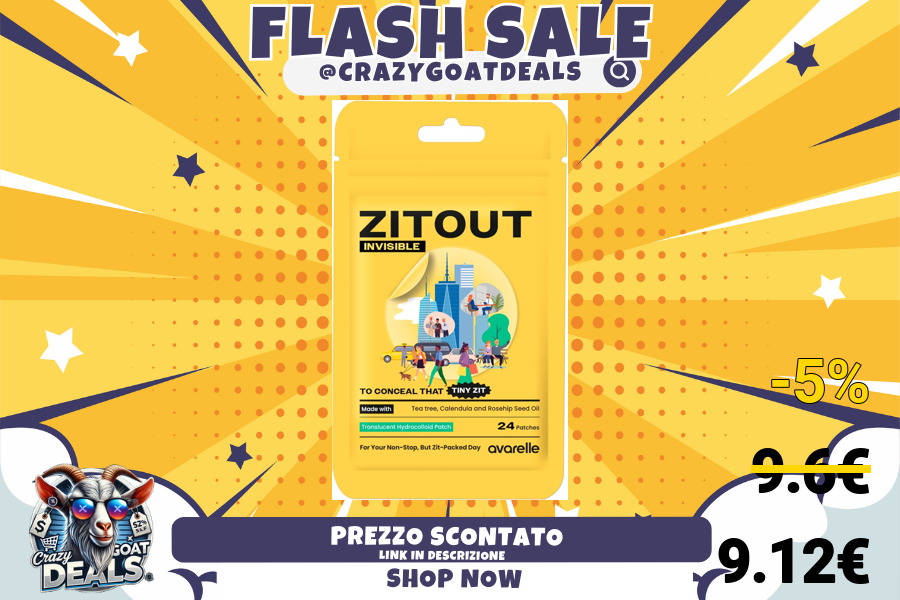 FLASH SALE
@CRAZYGOATDEALS
ZITOUT
INVISIBLE
TO CONCEAL THAT TINY ZIT
Made with Tea tree, Calendula and Rosehip Seed Oil
Translucent Hydrocolloid Patch 24 Patches
For Your Non-Stop, But Zit-Packed Day avarelle
-5%
9.6€
9.12€
PREZZO SCONTATO
LINK IN DESCRIZIONE
SHOP NOW
$
52%
Crazy
GOAT
DEALS